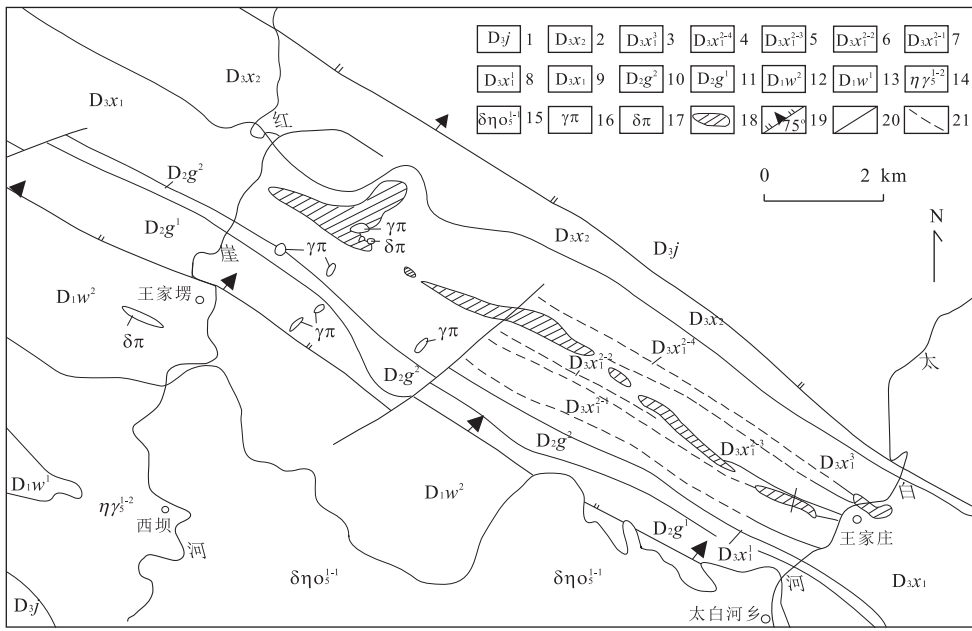 D₃j 1 D₃x₂ 2 D₃x₁³ 3 D₃x₁²⁻⁴ 4 D₃x₁²⁻³ 5 D₃x₁²⁻² 6 D₃x₁²⁻¹ 7
D₃x₁¹ 8 D₃x₁ 9 D₂g² 10 D₂g¹ 11 D₁w² 12 D₁w¹ 13 ηγ₅¹⁻² 14
δηο₅¹⁻¹ 15 γπ 16 δπ 17 18 75° 19 20 21
0 2 km
N
D₃x₂
D₃x₁
红
D₂g²
D₂g¹
崖
γπ
γπ
δπ
D₃x₂
D₃j
D₁w²
王家塄
δπ
γπ
γπ
D₃x₂
太
D₃x₁²⁻⁴
D₃x₁²⁻²
D₂g²
D₃x₁²⁻¹
D₂g²
D₃x₁²⁻³
D₃x₁³
白
D₁w¹
ηγ₅¹⁻²
西坝
河
D₁w²
D₂g¹
D₃x₁¹
王家庄
D₃x₁
δηο₅¹⁻¹
δηο₅¹⁻¹
河
D₃j
太白河乡